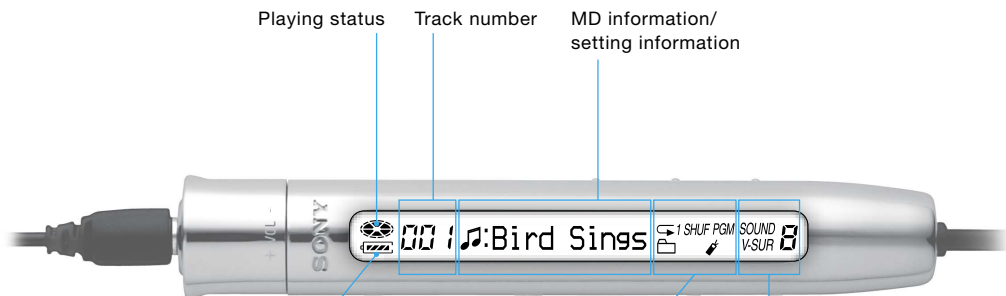 Playing status
Track number
MD information/
setting information
+ VOL -
SONY
001 ♫:Bird Sings
1 SHUF PGM
SOUND
V-SUR 8